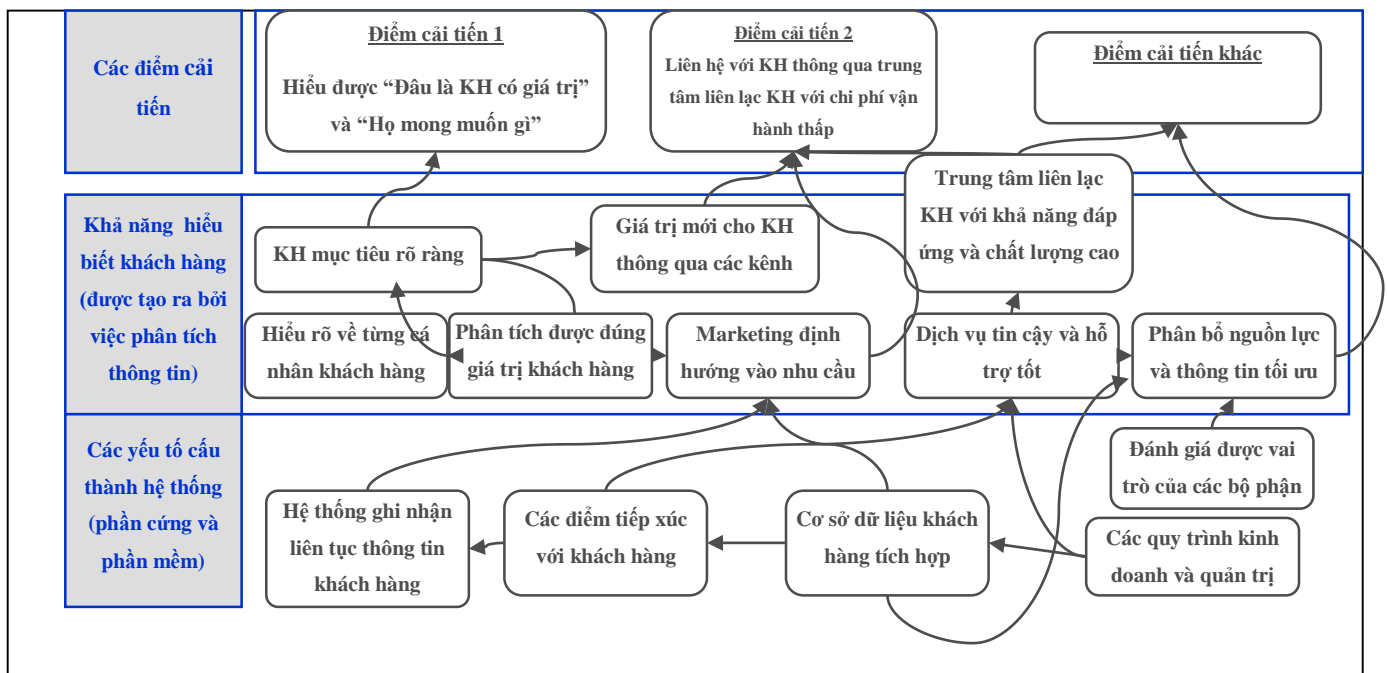 Các điểm cải
tiến
Điểm cải tiến 1
Hiểu được “Đâu là KH có giá trị”
và “Họ mong muốn gì”
Điểm cải tiến 2
Liên hệ với KH thông qua trung
tâm liên lạc KH với chi phí vận
hành thấp
Điểm cải tiến khác
Khả năng hiểu
biết khách hàng
(được tạo ra bởi
việc phân tích
thông tin)
KH mục tiêu rõ ràng
Giá trị mới cho KH
thông qua các kênh
Trung tâm liên lạc
KH với khả năng đáp
ứng và chất lượng cao
Hiểu rõ về từng cá
nhân khách hàng
Phân tích được đúng
giá trị khách hàng
Marketing định
hướng vào nhu cầu
Dịch vụ tin cậy và hỗ
trợ tốt
Phân bổ nguồn lực
và thông tin tối ưu
Các yếu tố cấu
thành hệ thống
(phần cứng và
phần mềm)
Hệ thống ghi nhận
liên tục thông tin
khách hàng
Các điểm tiếp xúc
với khách hàng
Cơ sở dữ liệu khách
hàng tích hợp
Đánh giá được vai
trò của các bộ phận
Các quy trình kinh
doanh và quản trị